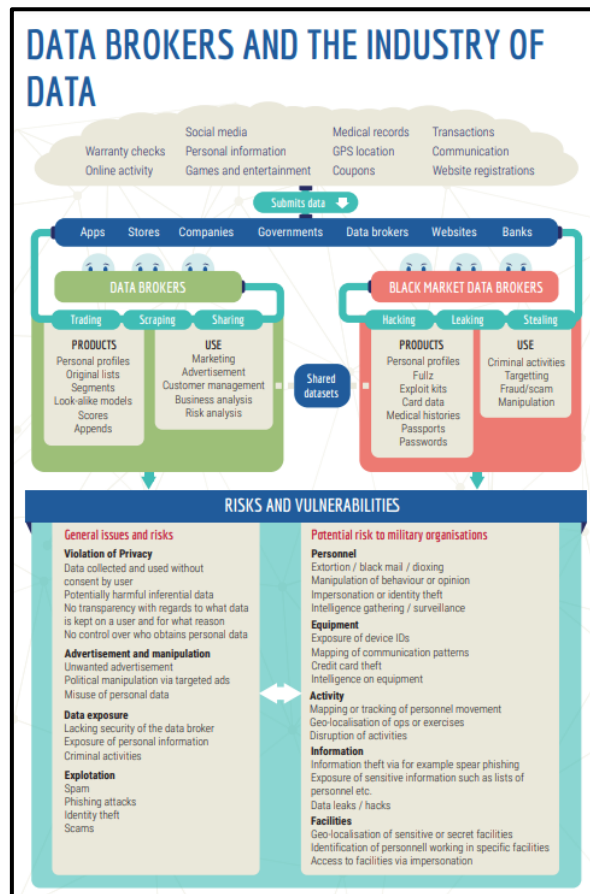 DATA BROKERS AND THE INDUSTRY OF
DATA
Social media Medical records Transactions
Warranty checks Personal information GPS location Communication
Online activity Games and entertainment Coupons Website registrations
Submits data
Apps Stores Companies Governments Data brokers Websites Banks
DATA BROKERS
Trading Scraping Sharing
PRODUCTS
Personal profiles
Original lists
Segments
Look-alike models
Scores
Appends
USE
Marketing
Advertisement
Customer management
Business analysis
Risk analysis
Shared
datasets
BLACK MARKET DATA BROKERS
Hacking Leaking Stealing
PRODUCTS
Personal profiles
Fullz
Exploit kits
Card data
Medical histories
Passports
Passwords
USE
Criminal activities
Targetting
Fraud/scam
Manipulation
RISKS AND VULNERABILITIES
General issues and risks
Violation of Privacy
Data collected and used without
consent by user
Potentially harmful inferential data
No transparency with regards to what data
is kept on a user and for what reason
No control over who obtains personal data
Advertisement and manipulation
Unwanted advertisement
Political manipulation via targeted ads
Misuse of personal data
Data exposure
Lacking security of the data broker
Exposure of personal information
Criminal activities
Explotation
Spam
Phishing attacks
Identity theft
Scams
Potential risk to military organisations
Personnel
Extortion / black mail / dioxing
Manipulation of behaviour or opinion
Impersonation or identity theft
Intelligence gathering / surveillance
Equipment
Exposure of device IDs
Mapping of communication patterns
Credit card theft
Intelligence on equipment
Activity
Mapping or tracking of personnel movement
Geo-localisation of ops or exercises
Disruption of activities
Information
Information theft via for example spear phishing
Exposure of sensitive information such as lists of
personnel etc.
Data leaks / hacks
Facilities
Geo-localisation of sensitive or secret facilities
Identification of personnell working in specific facilities
Access to facilities via impersonation